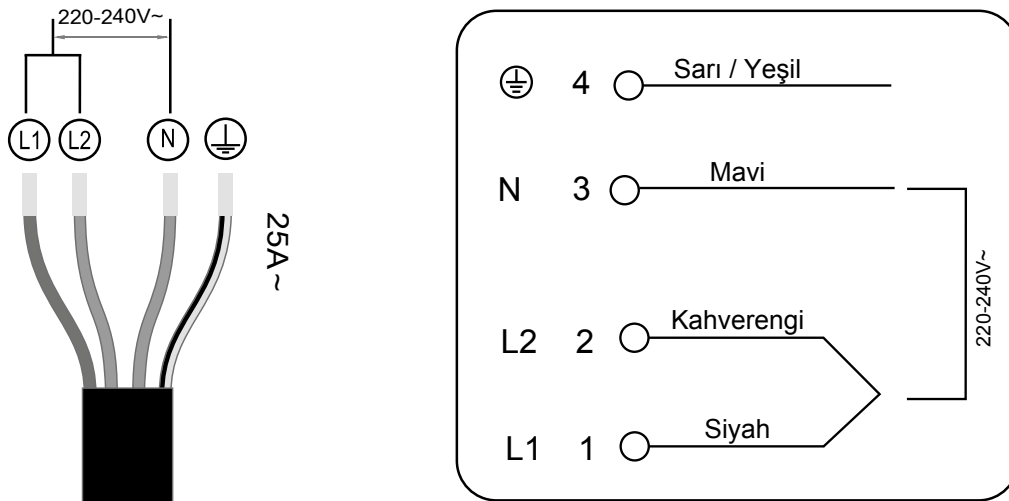 220-240V~
L1 L2 N
25A~
4 Sarı / Yeşil
N 3 Mavi
L2 2 Kahverengi
L1 1 Siyah
220-240V~